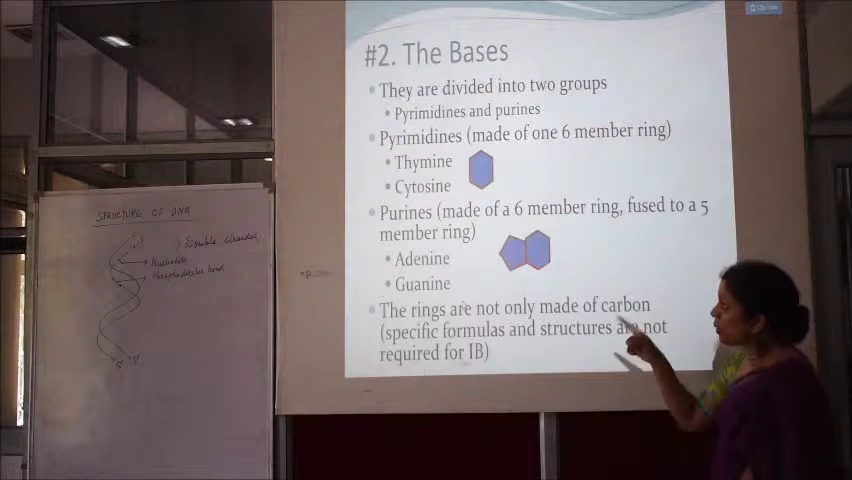 #2. The Bases
They are divided into two groups
Pyrimidines and purines
Pyrimidines (made of one 6 member ring)
Thymine
Cytosine
Purines (made of a 6 member ring, fused to a 5
member ring)
Adenine
Guanine
The rings are not only made of carbon
(specific formulas and structures are not
required for IB)
STRUCTURE OF DNA
1) Double stranded,
Nucleotide
Phosphodiester bond